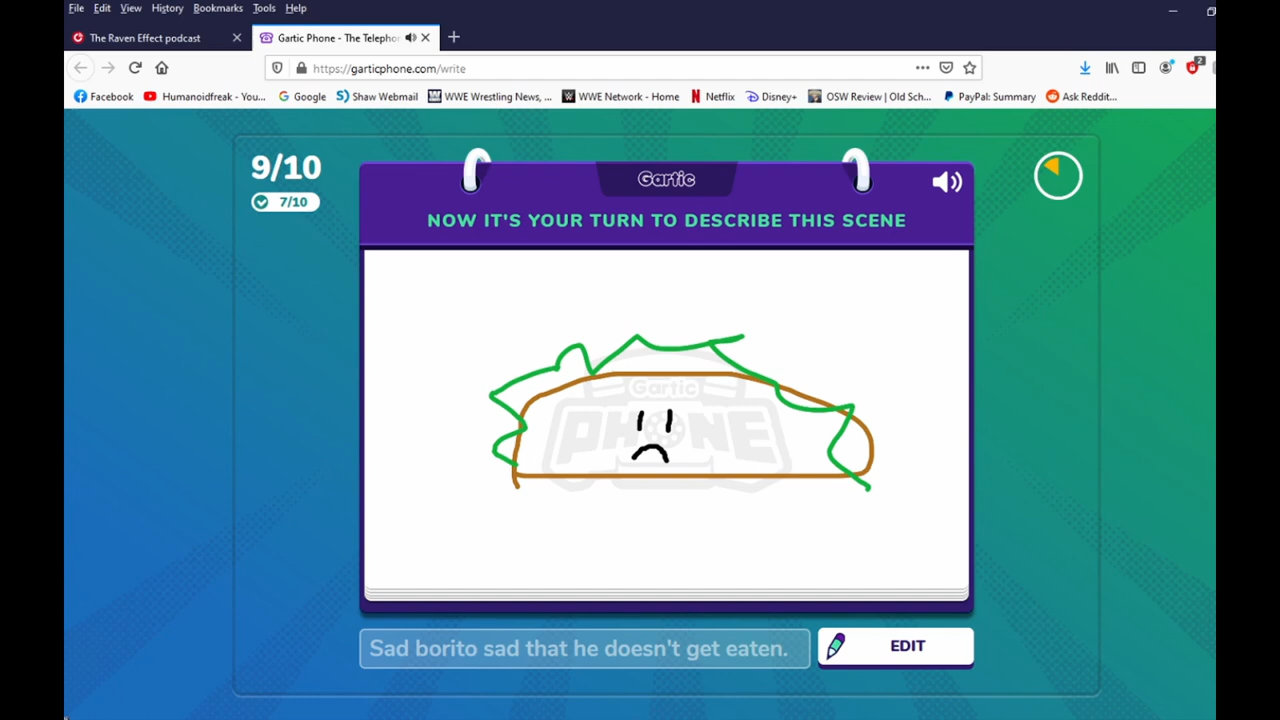 File Edit View History Bookmarks Tools Help
The Raven Effect podcast
Gartic Phone - The Telepho
https://garticphone.com/write
2
Facebook Humanoidfreak - You... Google Shaw Webmail WWE Wrestling News, ... WWE Network - Home Netflix Disney+ OSW Review | Old Sch... PayPal: Summary Ask Reddit...
9/10
7/10
Gartic
NOW IT'S YOUR TURN TO DESCRIBE THIS SCENE
Gartic
PHONE
Sad borito sad that he doesn't get eaten.
EDIT